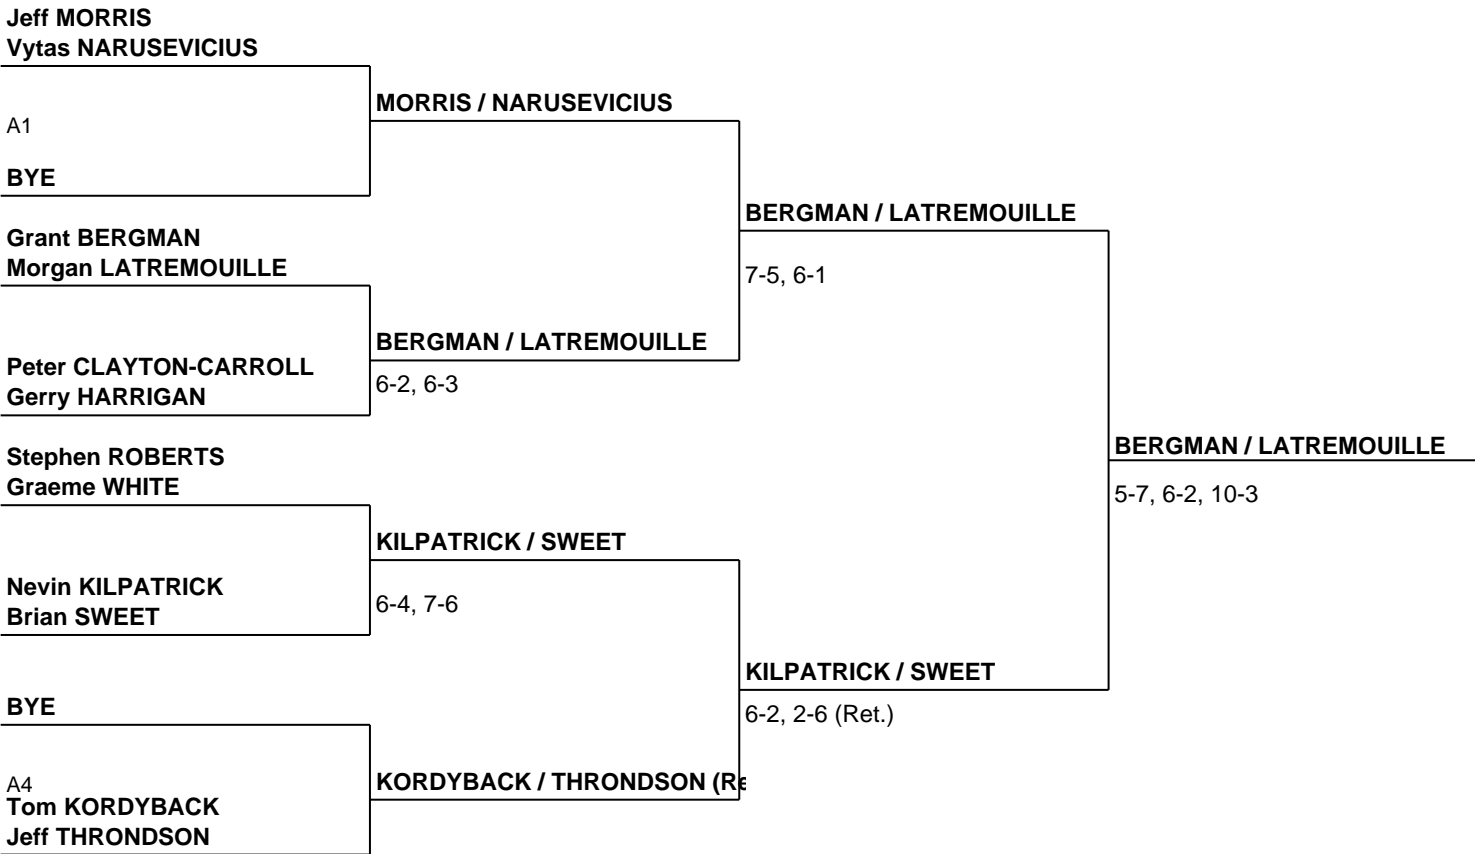 Jeff MORRIS
Vytas NARUSEVICIUS
A1
BYE
MORRIS / NARUSEVICIUS
Grant BERGMAN
Morgan LATREMOUILLE
Peter CLAYTON-CARROLL
Gerry HARRIGAN
BERGMAN / LATREMOUILLE
6-2, 6-3
BERGMAN / LATREMOUILLE
7-5, 6-1
Stephen ROBERTS
Graeme WHITE
Nevin KILPATRICK
Brian SWEET
KILPATRICK / SWEET
6-4, 7-6
BYE
A4
Tom KORDYBACK
Jeff THRONDSON
KORDYBACK / THRONDSON (Re
KILPATRICK / SWEET
6-2, 2-6 (Ret.)
BERGMAN / LATREMOUILLE
5-7, 6-2, 10-3